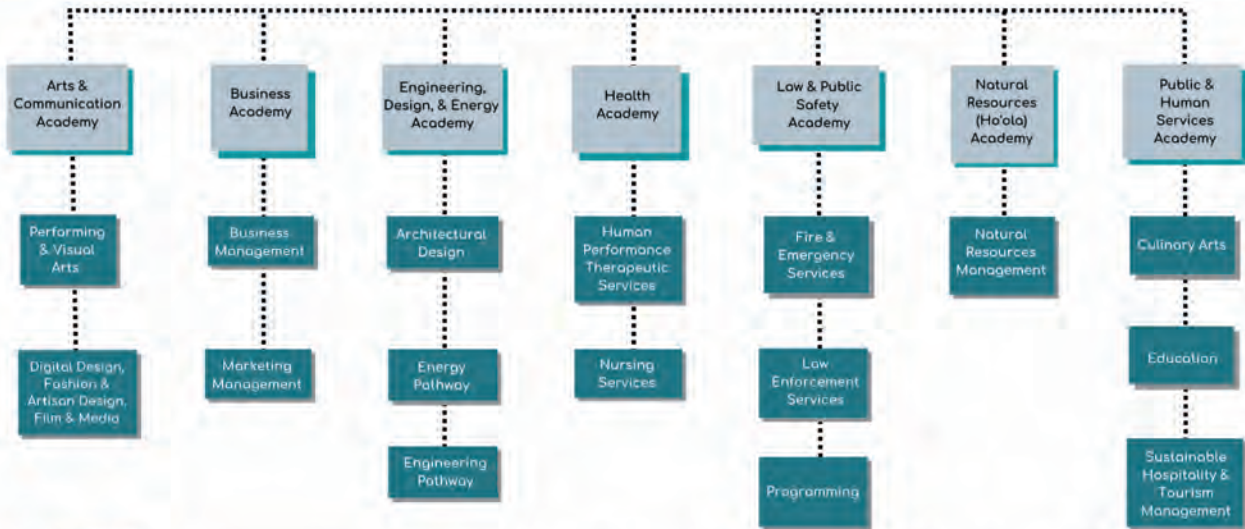 Arts &
Communication
Academy
Business
Academy
Engineering,
Design, & Energy
Academy
Health
Academy
Law & Public
Safety
Academy
Natural
Resources
(Ho'ola)
Academy
Public &
Human
Services
Academy
Performing
& Visual
Arts
Business
Management
Architectural
Design
Human
Performance
Therapeutic
Services
Fire &
Emergency
Services
Natural
Resources
Management
Culinary Arts
Digital Design,
Fashion &
Artisan Design,
Film & Media
Marketing
Management
Energy
Pathway
Nursing
Services
Law
Enforcement
Services
Education
Engineering
Pathway
Programming
Sustainable
Hospitality &
Tourism
Management